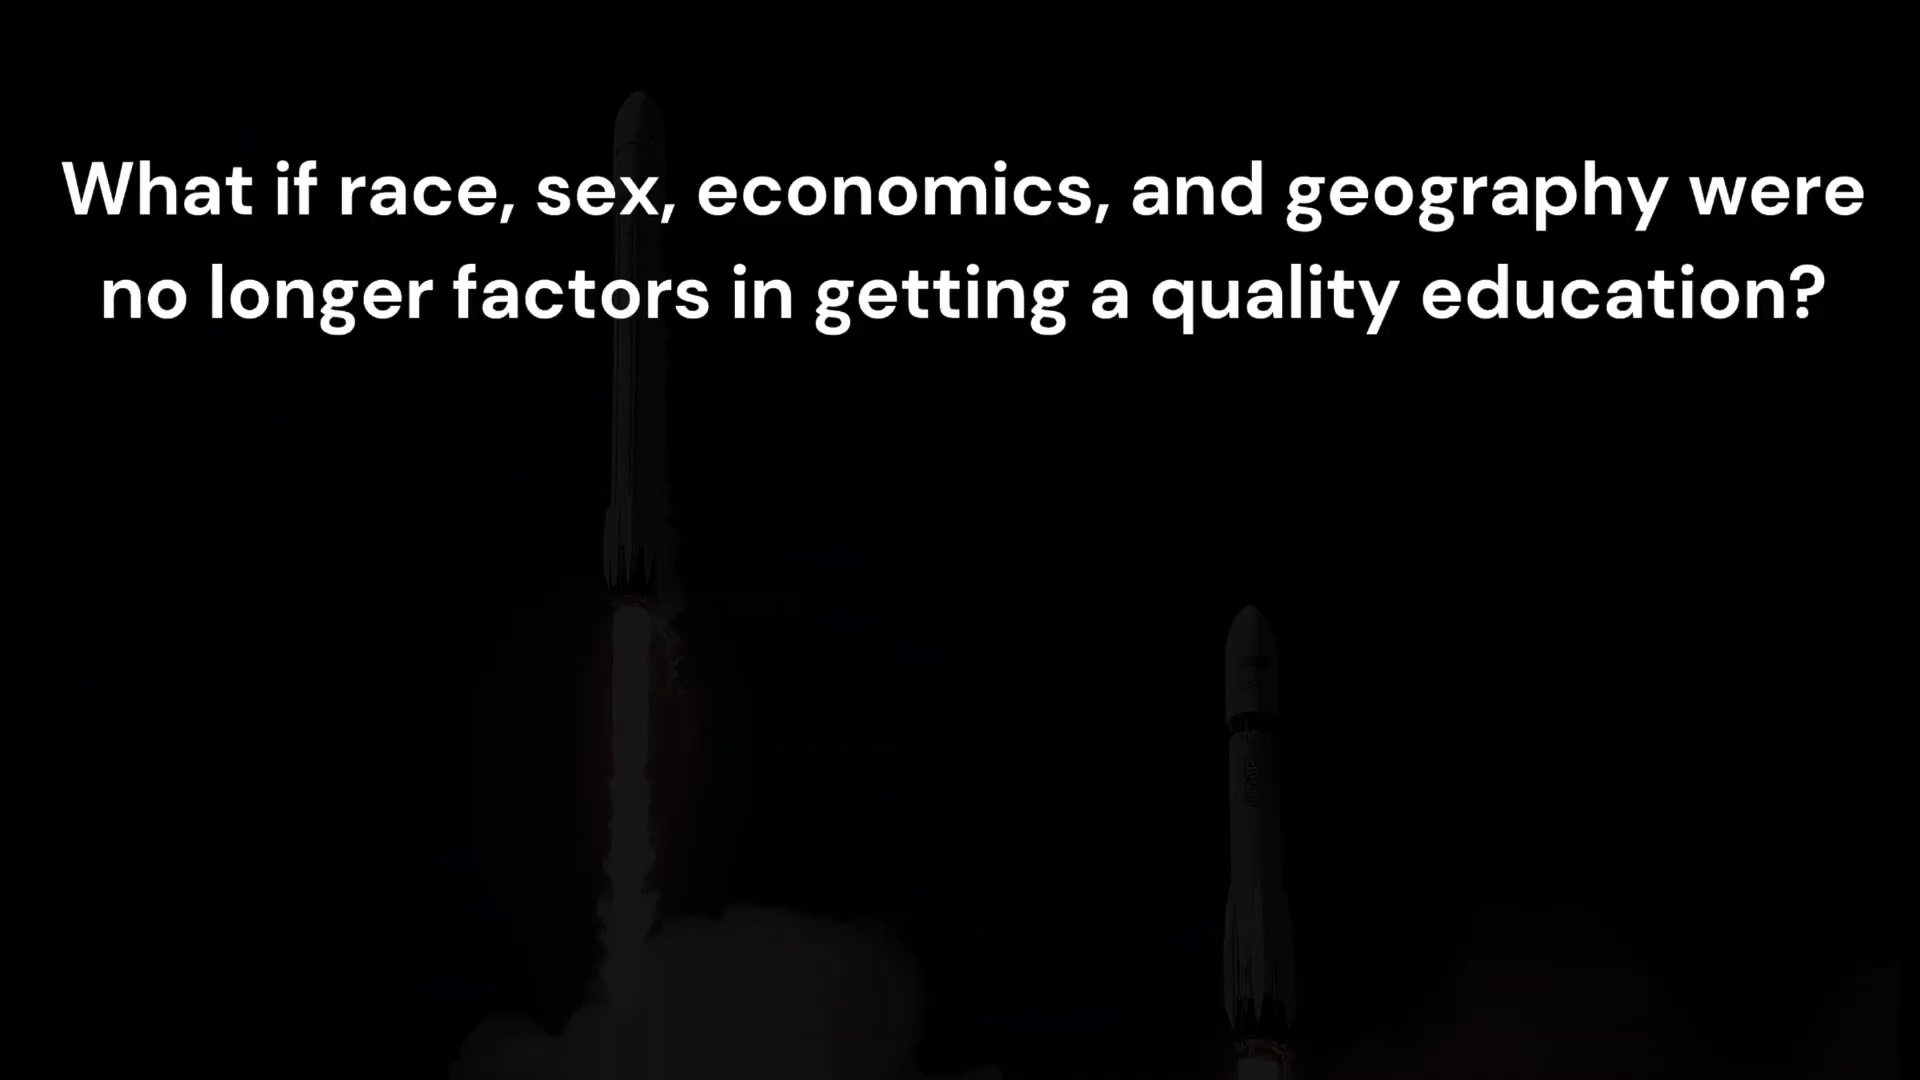 What if race, sex, economics, and geography were
no longer factors in getting a quality education?